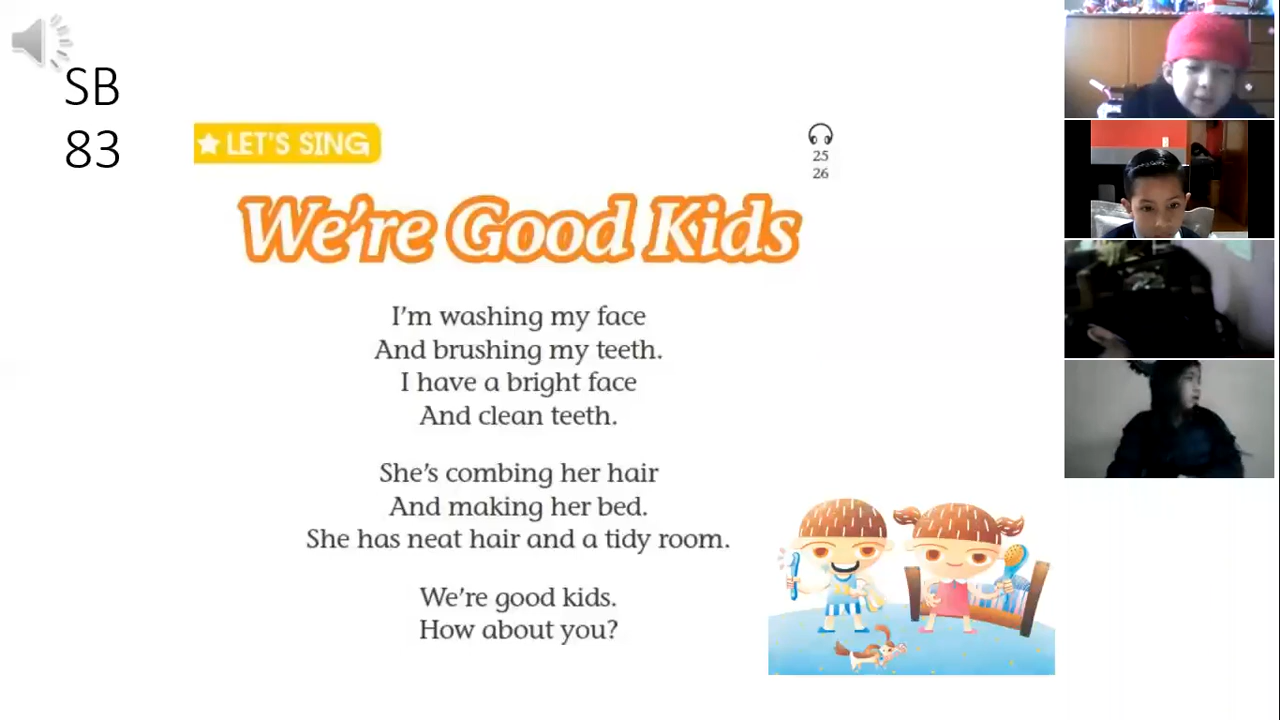 SB
83
LET'S SING
25
26
We're Good Kids
I'm washing my face
And brushing my teeth.
I have a bright face
And clean teeth.
She's combing her hair
And making her bed.
She has neat hair and a tidy room.
We're good kids.
How about you?